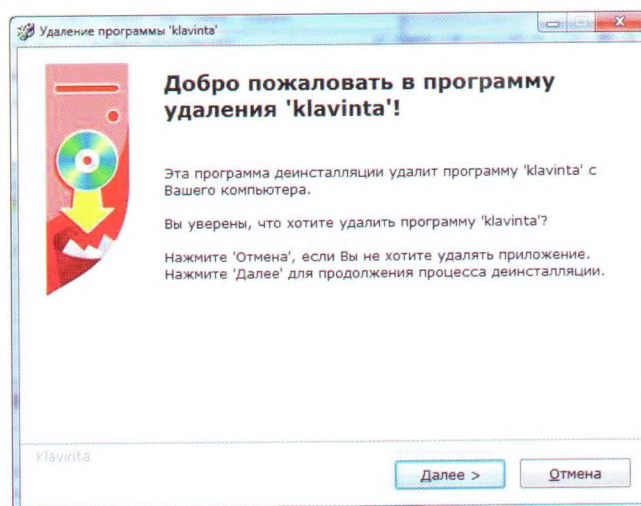 Удаление программы 'klavinta'
Добро пожаловать в программу
удаления 'klavinta'!
Эта программа деинсталляции удалит программу 'klavinta' с
Вашего компьютера.
Вы уверены, что хотите удалить программу 'klavinta'?
Нажмите 'Отмена', если Вы не хотите удалять приложение.
Нажмите 'Далее' для продолжения процесса деинсталляции.
Klavinta
Далее >
Отмена